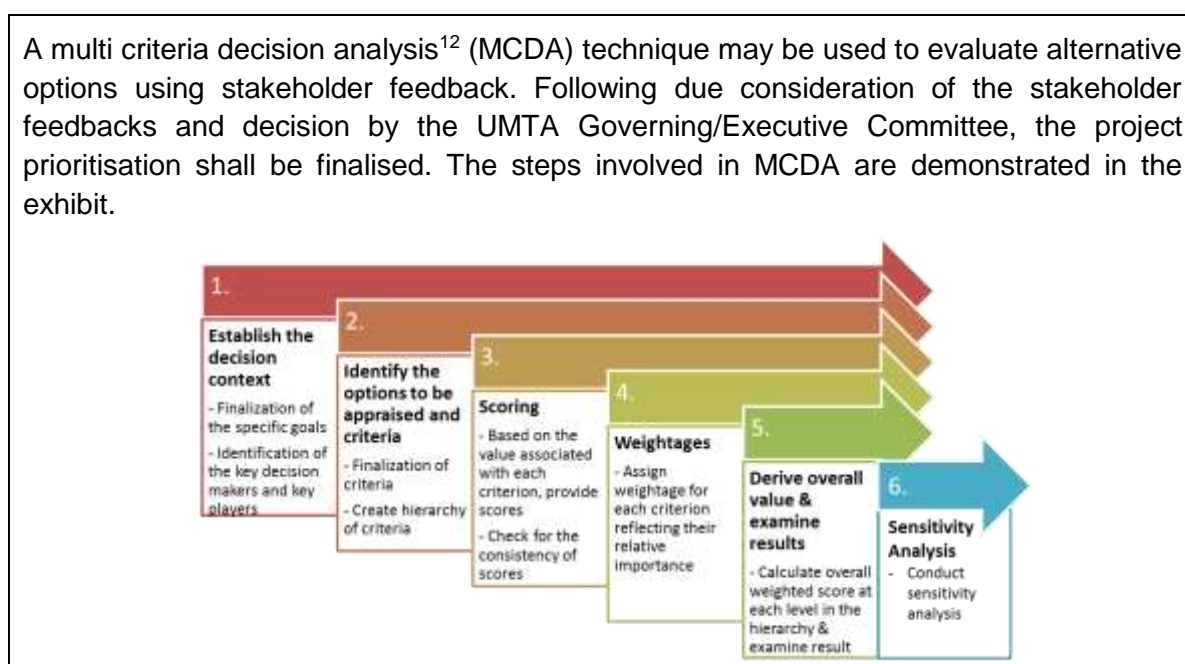 A multi criteria decision analysis12 (MCDA) technique may be used to evaluate alternative
options using stakeholder feedback. Following due consideration of the stakeholder
feedbacks and decision by the UMTA Governing/Executive Committee, the project
prioritisation shall be finalised. The steps involved in MCDA are demonstrated in the
exhibit.
1.
Establish the
decision
context
- Finalization of
the specific goals
- Identification of
the key decision
makers and key
players
2.
Identify the
options to be
appraised and
criteria
- Finalization of
criteria
- Create hierarchy
of criteria
3.
Scoring
- Based on the
value associated
with each
criterion, provide
scores
- Check for the
consistency of
scores
4.
Weightages
- Assign
weightage for
each criterion
reflecting their
relative
importance
5.
Derive overall
value &
examine
results
- Calculate overall
weighted score at
each level in the
hierarchy &
examine result
6.
Sensitivity
Analysis
- Conduct
sensitivity
analysis